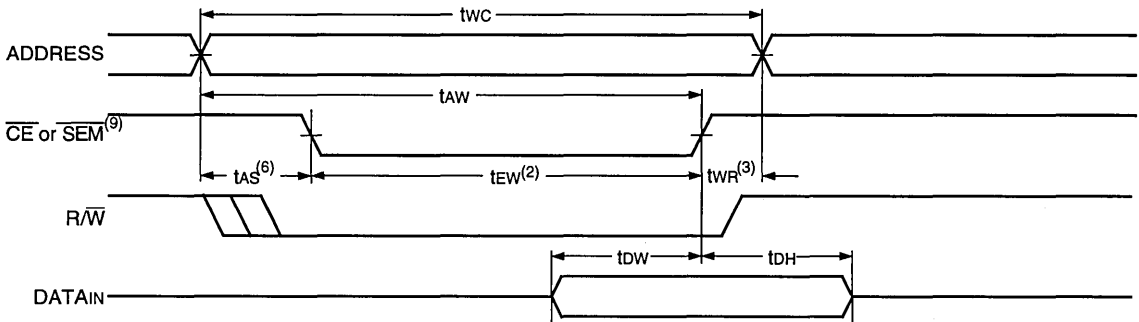 tWC
ADDRESS
tAW
CE or SEM(9)
tAS(6)
tEW(2)
tWR(3)
R/W
tDW
tDH
DATAIN